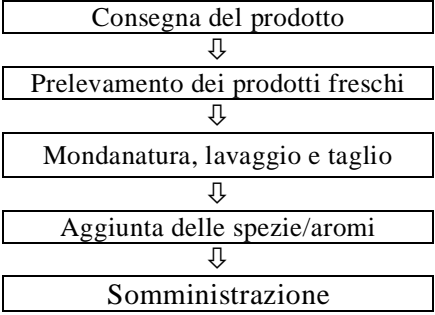 Consegna del prodotto
⇩
Prelevamento dei prodotti freschi
⇩
Mondanatura, lavaggio e taglio
⇩
Aggiunta delle spezie/aromi
⇩
Somministrazione